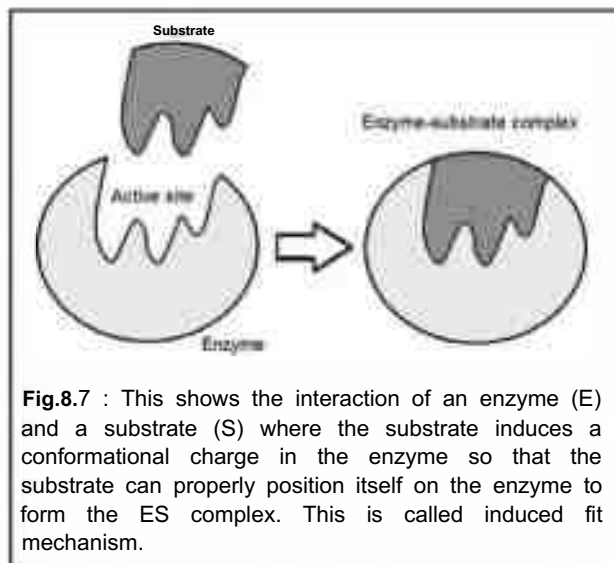 Substrate
Enzyme-substrate complex
Active site
Enzyme
Fig.8.7 : This shows the interaction of an enzyme (E)
and a substrate (S) where the substrate induces a
conformational charge in the enzyme so that the
substrate can properly position itself on the enzyme to
form the ES complex. This is called induced fit
mechanism.